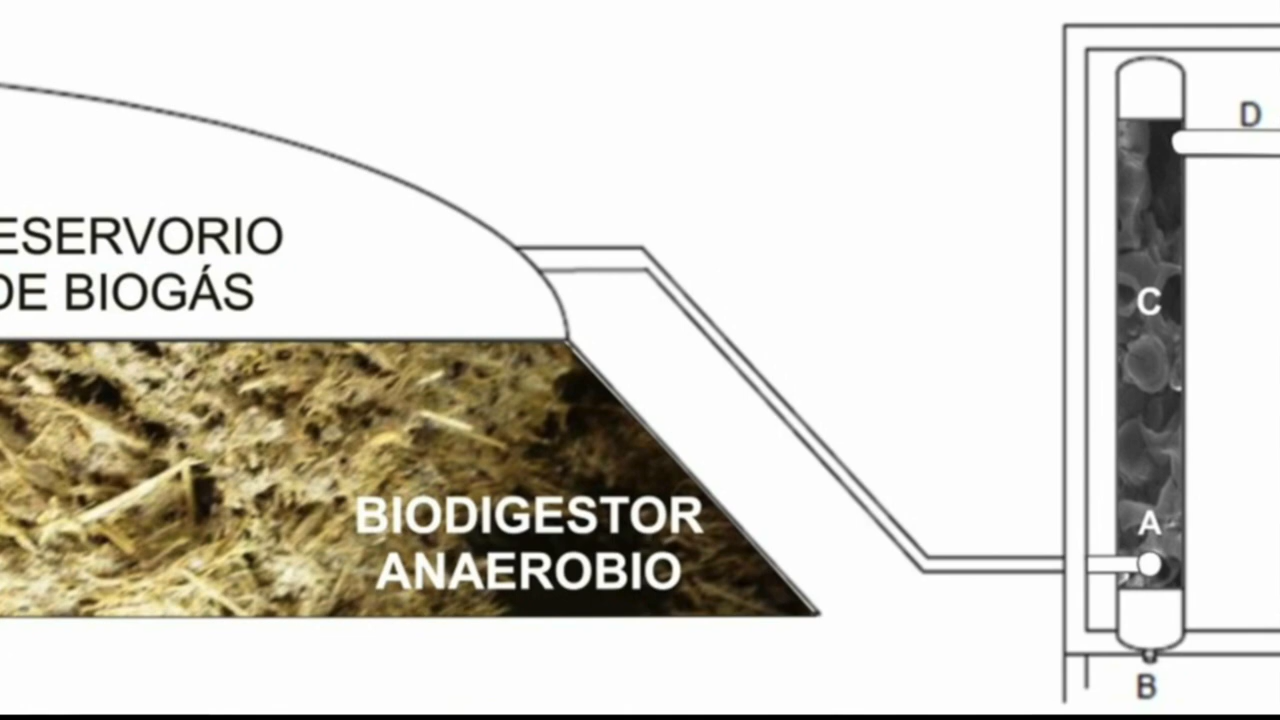 ESERVORIO
DE BIOGÁS
BIODIGESTOR
ANAEROBIO
D
C
A
B